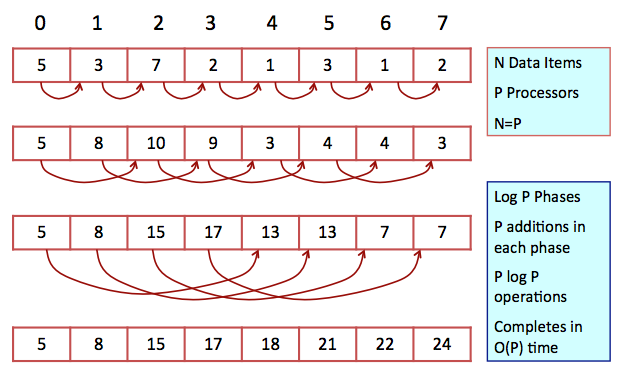 0 1 2 3 4 5 6 7
5 3 7 2 1 3 1 2
N Data Items
P Processors
N=P
5 8 10 9 3 4 4 3
5 8 15 17 13 13 7 7
Log P Phases
P additions in
each phase
P log P
operations
Completes in
O(P) time
5 8 15 17 18 21 22 24